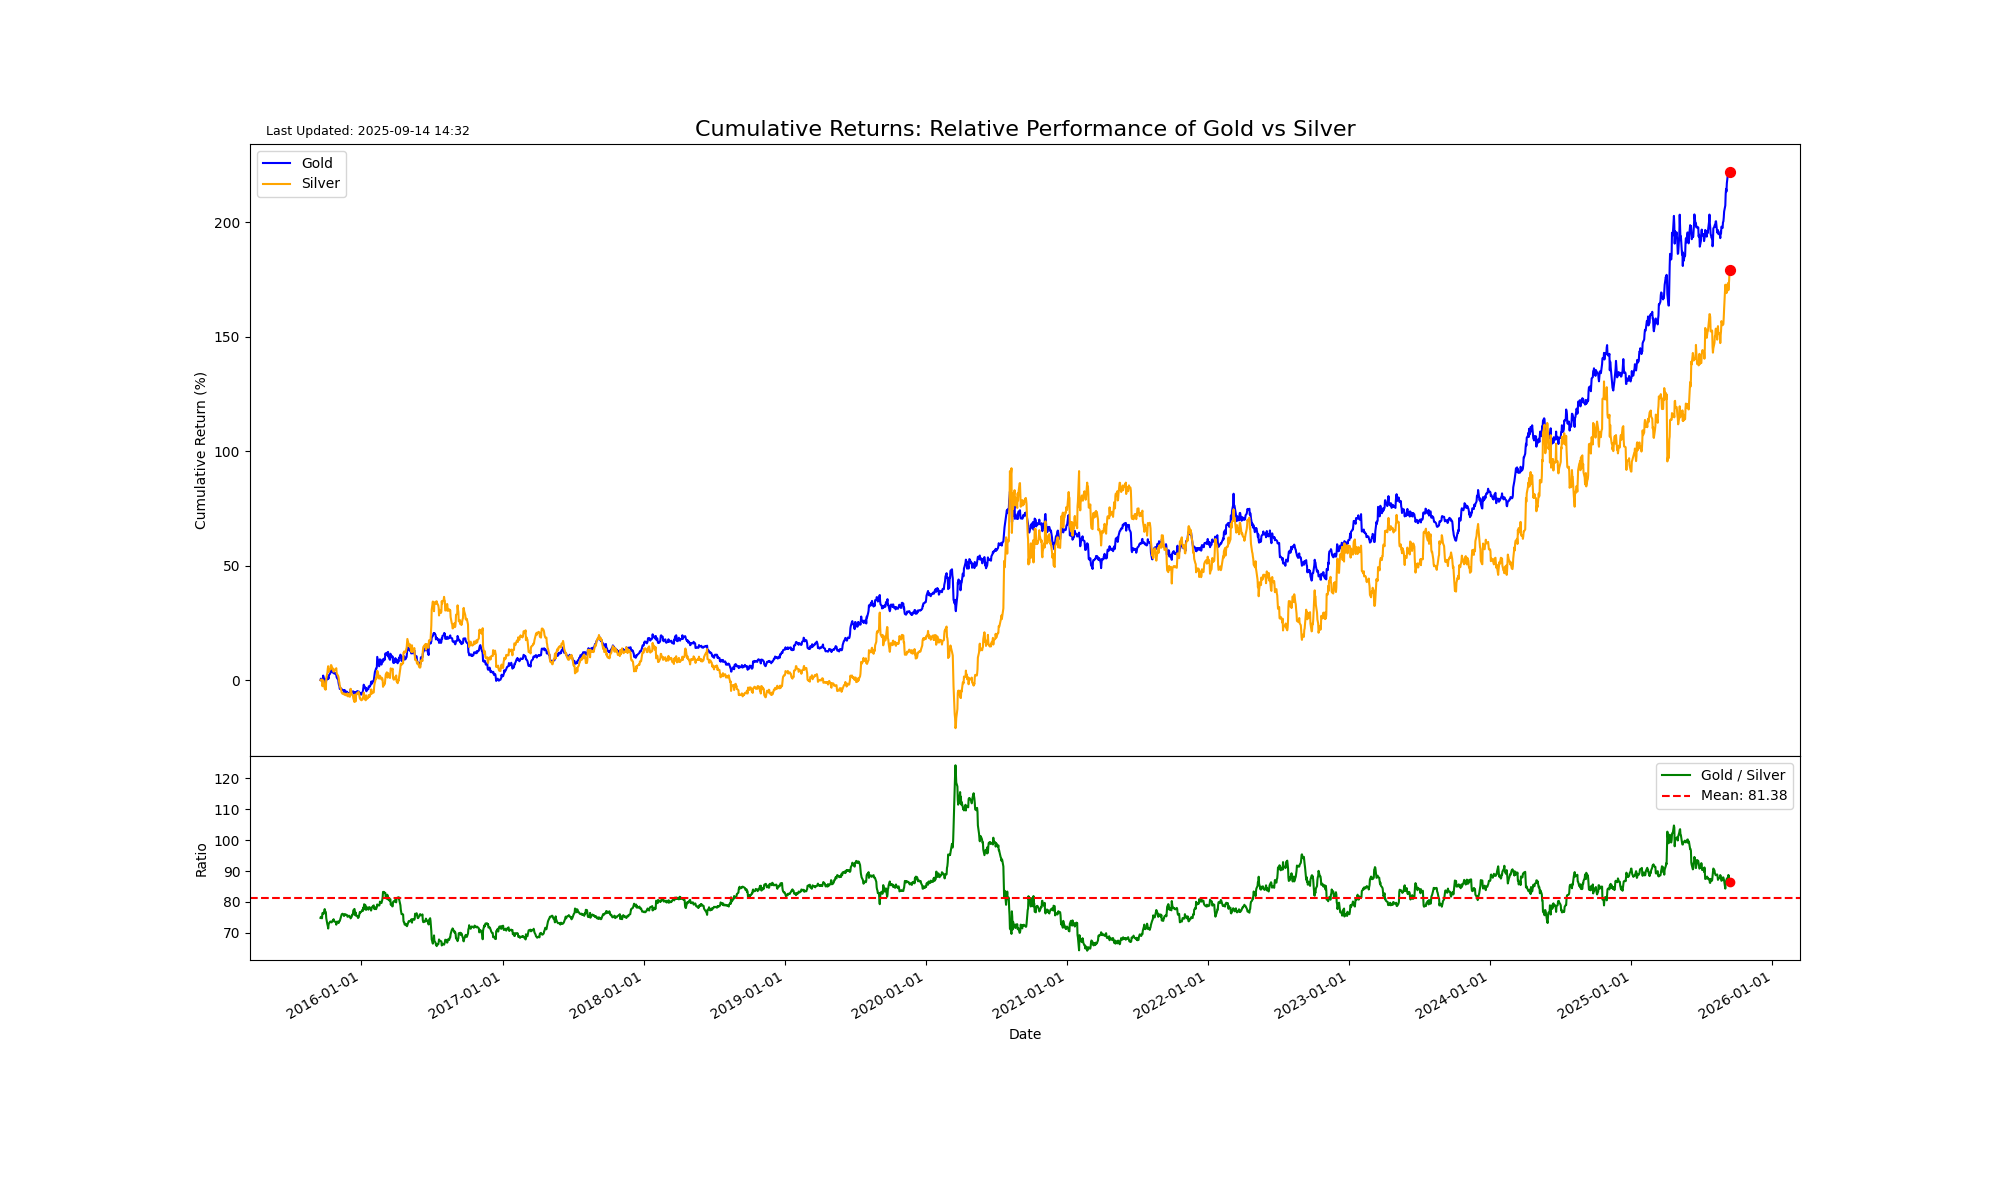 Last Updated: 2025-09-14 14:32
Cumulative Returns: Relative Performance of Gold vs Silver
Gold
Silver
Cumulative Return (%)
200
150
100
50
0
Gold / Silver
Mean: 81.38
Ratio
120
110
100
90
80
70
2016-01-01
2017-01-01
2018-01-01
2019-01-01
2020-01-01
2021-01-01
2022-01-01
2023-01-01
2024-01-01
2025-01-01
2026-01-01
Date